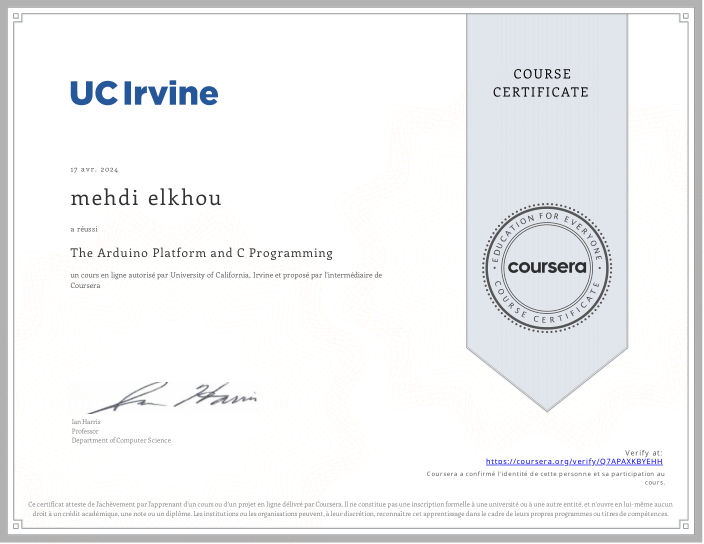 UC Irvine
COURSE
CERTIFICATE
17 avr. 2024
mehdi elkhou
a réussi
The Arduino Platform and C Programming
un cours en ligne autorisé par University of California, Irvine et proposé par l'intermédiaire de
Coursera
EDUCATION FOR EVERYONE
coursera
COURSE CERTIFICATE
Ian Harris
Professor
Department of Computer Science
Verify at:
https://coursera.org/verify/Q7APAXKBYEHH
Coursera a confirmé l'identité de cette personne et sa participation au
cours.
Ce certificat atteste de l'achèvement par l'apprenant d'un cours ou d'un projet en ligne délivré par Coursera. Il ne constitue pas une inscription formelle à une université ou à une autre entité, et n'ouvre en lui-même aucun
droit à un crédit académique, une note ou un diplôme. Les institutions ou les organisations peuvent, à leur discrétion, reconnaître cet apprentissage dans le cadre de leurs propres programmes ou titres de compétences.